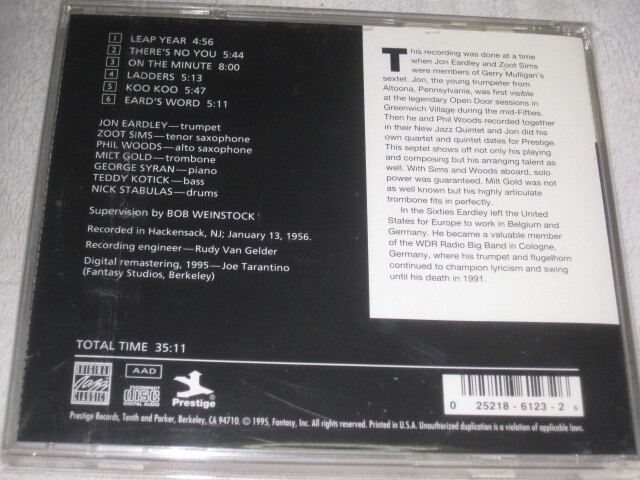 1 LEAP YEAR 4:56
2 THERE'S NO YOU 5:44
3 ON THE MINUTE 8:00
4 LADDERS 5:13
5 KOO KOO 5:47
6 EARD'S WORD 5:11
JON EARDLEY—trumpet
ZOOT SIMS—tenor saxophone
PHIL WOODS—alto saxophone
MILT GOLD—trombone
GEORGE SYRAN—piano
TEDDY KOTICK—bass
NICK STABULAS—drums
Supervision by BOB WEINSTOCK
Recorded in Hackensack, NJ; January 13, 1956.
Recording engineer—Rudy Van Gelder
Digital remastering, 1995—Joe Tarantino
(Fantasy Studios, Berkeley)
This recording was done at a time
when Jon Eardley and Zoot Sims
were members of Gerry Mulligan's
sextet. Jon, the young trumpeter from
Altoona, Pennsylvania, was first visible
at the legendary Open Door sessions in
Greenwich Village during the mid-Fifties.
Then he and Phil Woods recorded together
in their New Jazz Quintet and Jon did his
own quartet and quintet dates for Prestige.
This septet shows off not only his playing
and composing but his arranging talent as
well. With Sims and Woods aboard, solo
power was guaranteed. Milt Gold was not
as well known but his highly articulate
trombone fits in perfectly.
In the Sixties Eardley left the United
States for Europe to work in Belgium and
Germany. He became a valuable member
of the WDR Radio Big Band in Cologne,
Germany, where his trumpet and flugelhorn
continued to champion lyricism and swing
until his death in 1991.
TOTAL TIME 35:11
ORIGINAL
Jazz
CLASSICS
AAD
COMPACT
disc
DIGITAL AUDIO
Prestige
0 25218-6123-2 6
Prestige Records, Tenth and Parker, Berkeley, CA 94710. © 1995, Fantasy, Inc. All rights reserved. Printed in U.S.A. Unauthorized duplication is a violation of applicable laws.